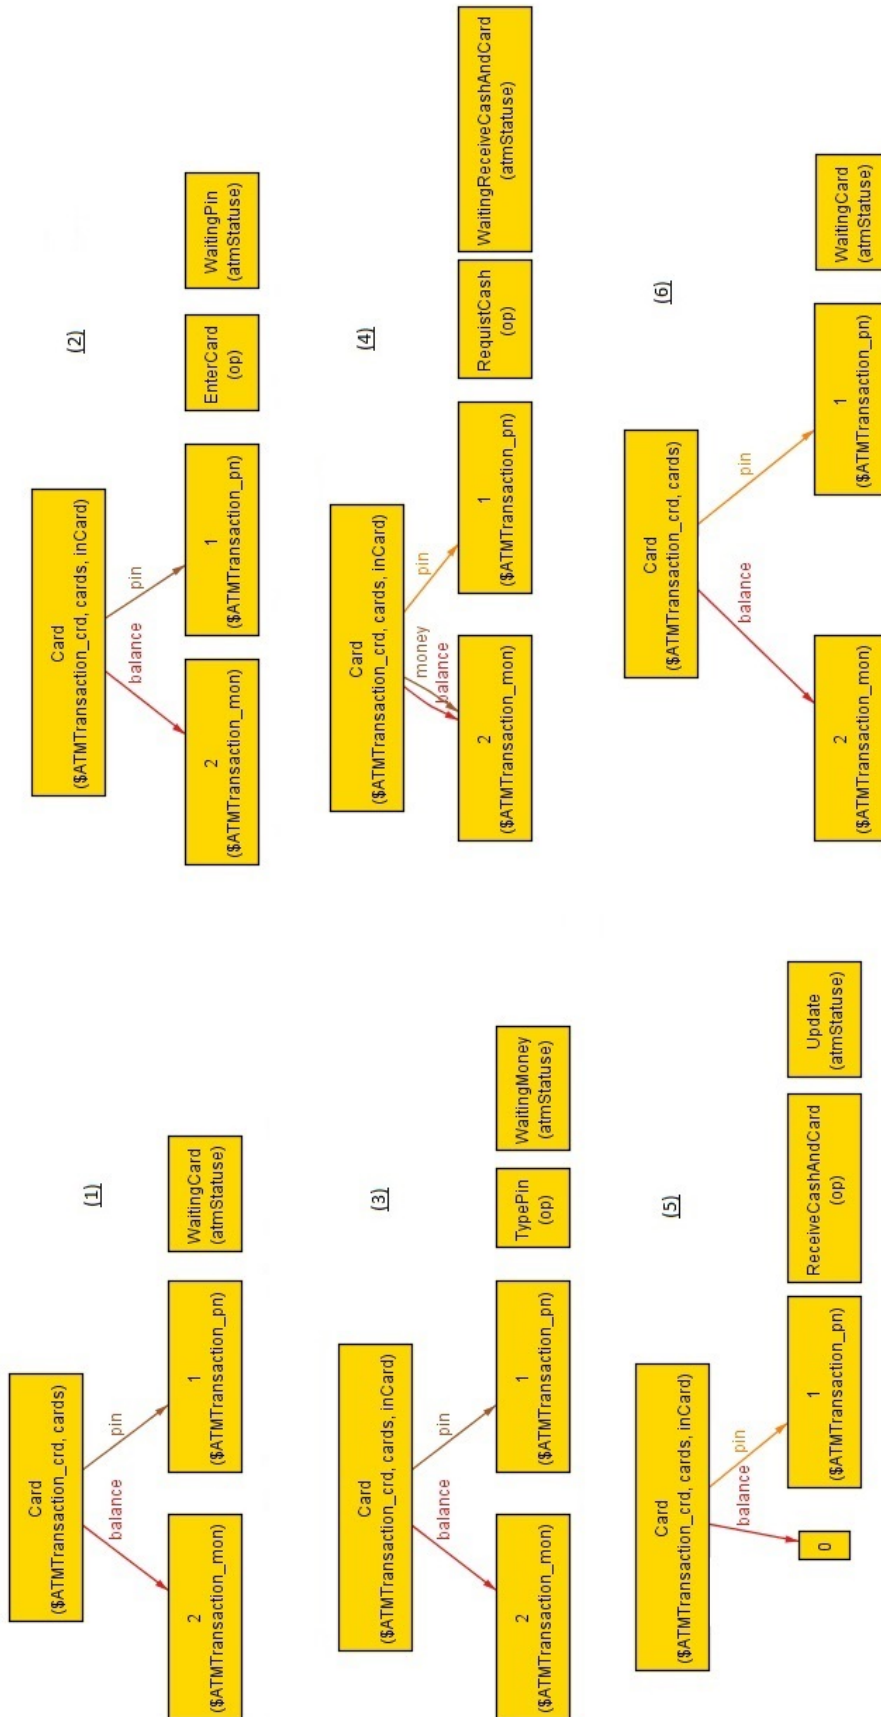 (1)
Card
($ATMTransaction_crd, cards)
balance
pin
2
($ATMTransaction_mon)
1
($ATMTransaction_pn)
WaitingCard
(atmStatuse)
(2)
Card
($ATMTransaction_crd, cards, inCard)
balance
pin
2
($ATMTransaction_mon)
1
($ATMTransaction_pn)
EnterCard
(op)
WaitingPin
(atmStatuse)
(3)
Card
($ATMTransaction_crd, cards, inCard)
balance
pin
2
($ATMTransaction_mon)
1
($ATMTransaction_pn)
TypePin
(op)
WaitingMoney
(atmStatuse)
(4)
Card
($ATMTransaction_crd, cards, inCard)
money
balance
pin
2
($ATMTransaction_mon)
1
($ATMTransaction_pn)
RequistCash
(op)
WaitingReceiveCashAndCard
(atmStatuse)
(5)
Card
($ATMTransaction_crd, cards, inCard)
balance
pin
0
1
($ATMTransaction_pn)
ReceiveCashAndCard
(op)
Update
(atmStatuse)
(6)
Card
($ATMTransaction_crd, cards)
balance
pin
2
($ATMTransaction_mon)
1
($ATMTransaction_pn)
WaitingCard
(atmStatuse)